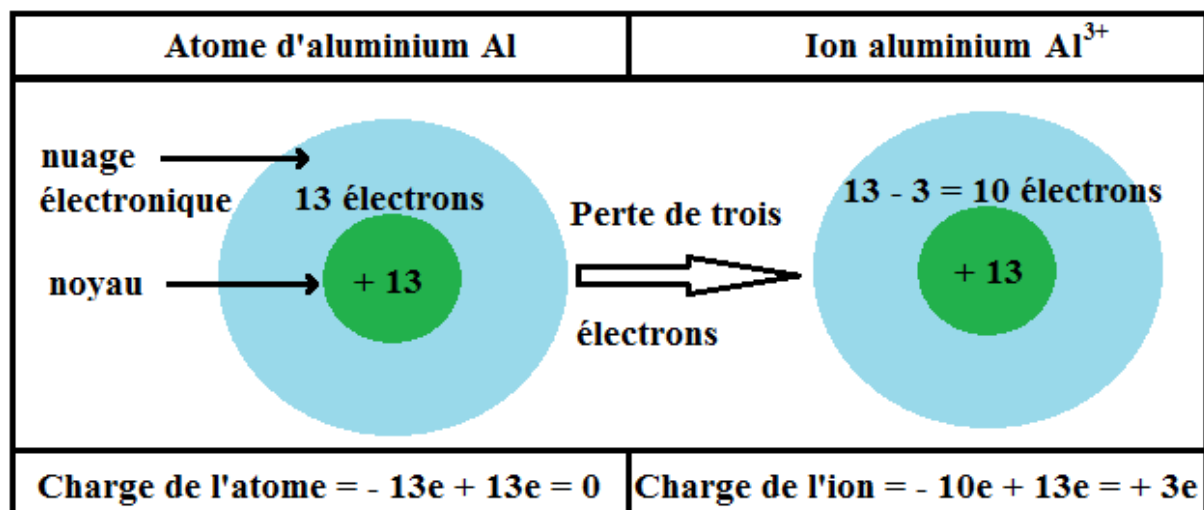 Atome d'aluminium Al
Ion aluminium Al³⁺
nuage
électronique
13 électrons
noyau
+ 13
Perte de trois
électrons
13 - 3 = 10 électrons
+ 13
Charge de l'atome = - 13e + 13e = 0
Charge de l'ion = - 10e + 13e = + 3e